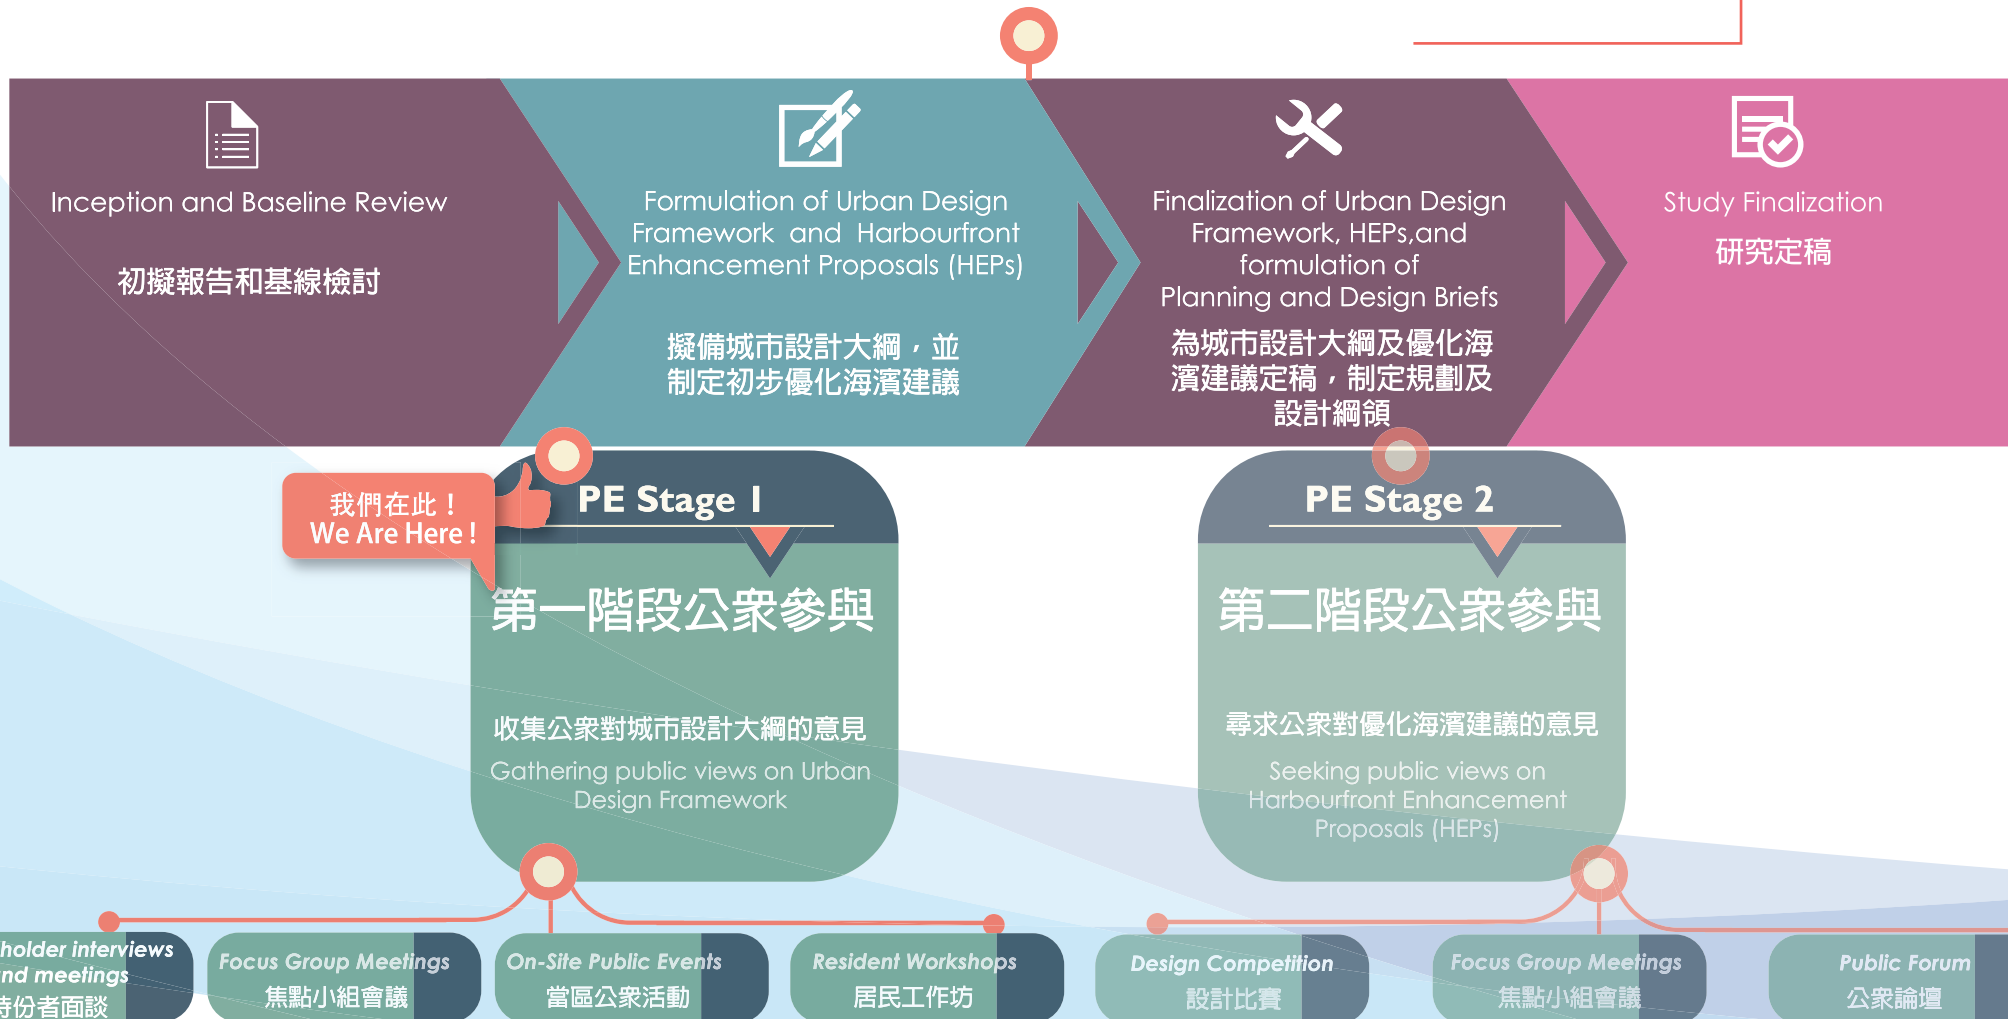 Inception and Baseline Review
初擬報告和基線檢討
Formulation of Urban Design
Framework and Harbourfront
Enhancement Proposals (HEPs)
擬備城市設計大綱，並
制定初步優化海濱建議
Finalization of Urban Design
Framework, HEPs,and
formulation of
Planning and Design Briefs
為城市設計大綱及優化海
濱建議定稿，制定規劃及
設計綱領
Study Finalization
研究定稿
我們在此！
We Are Here !
PE Stage 1
第一階段公眾參與
收集公眾對城市設計大綱的意見
Gathering public views on Urban
Design Framework
PE Stage 2
第二階段公眾參與
尋求公眾對優化海濱建議的意見
Seeking public views on
Harbourfront Enhancement
Proposals (HEPs)
holder interviews
nd meetings
持份者面談
Focus Group Meetings
焦點小組會議
On-Site Public Events
當區公眾活動
Resident Workshops
居民工作坊
Design Competition
設計比賽
Focus Group Meetings
焦點小組會議
Public Forum
公眾論壇